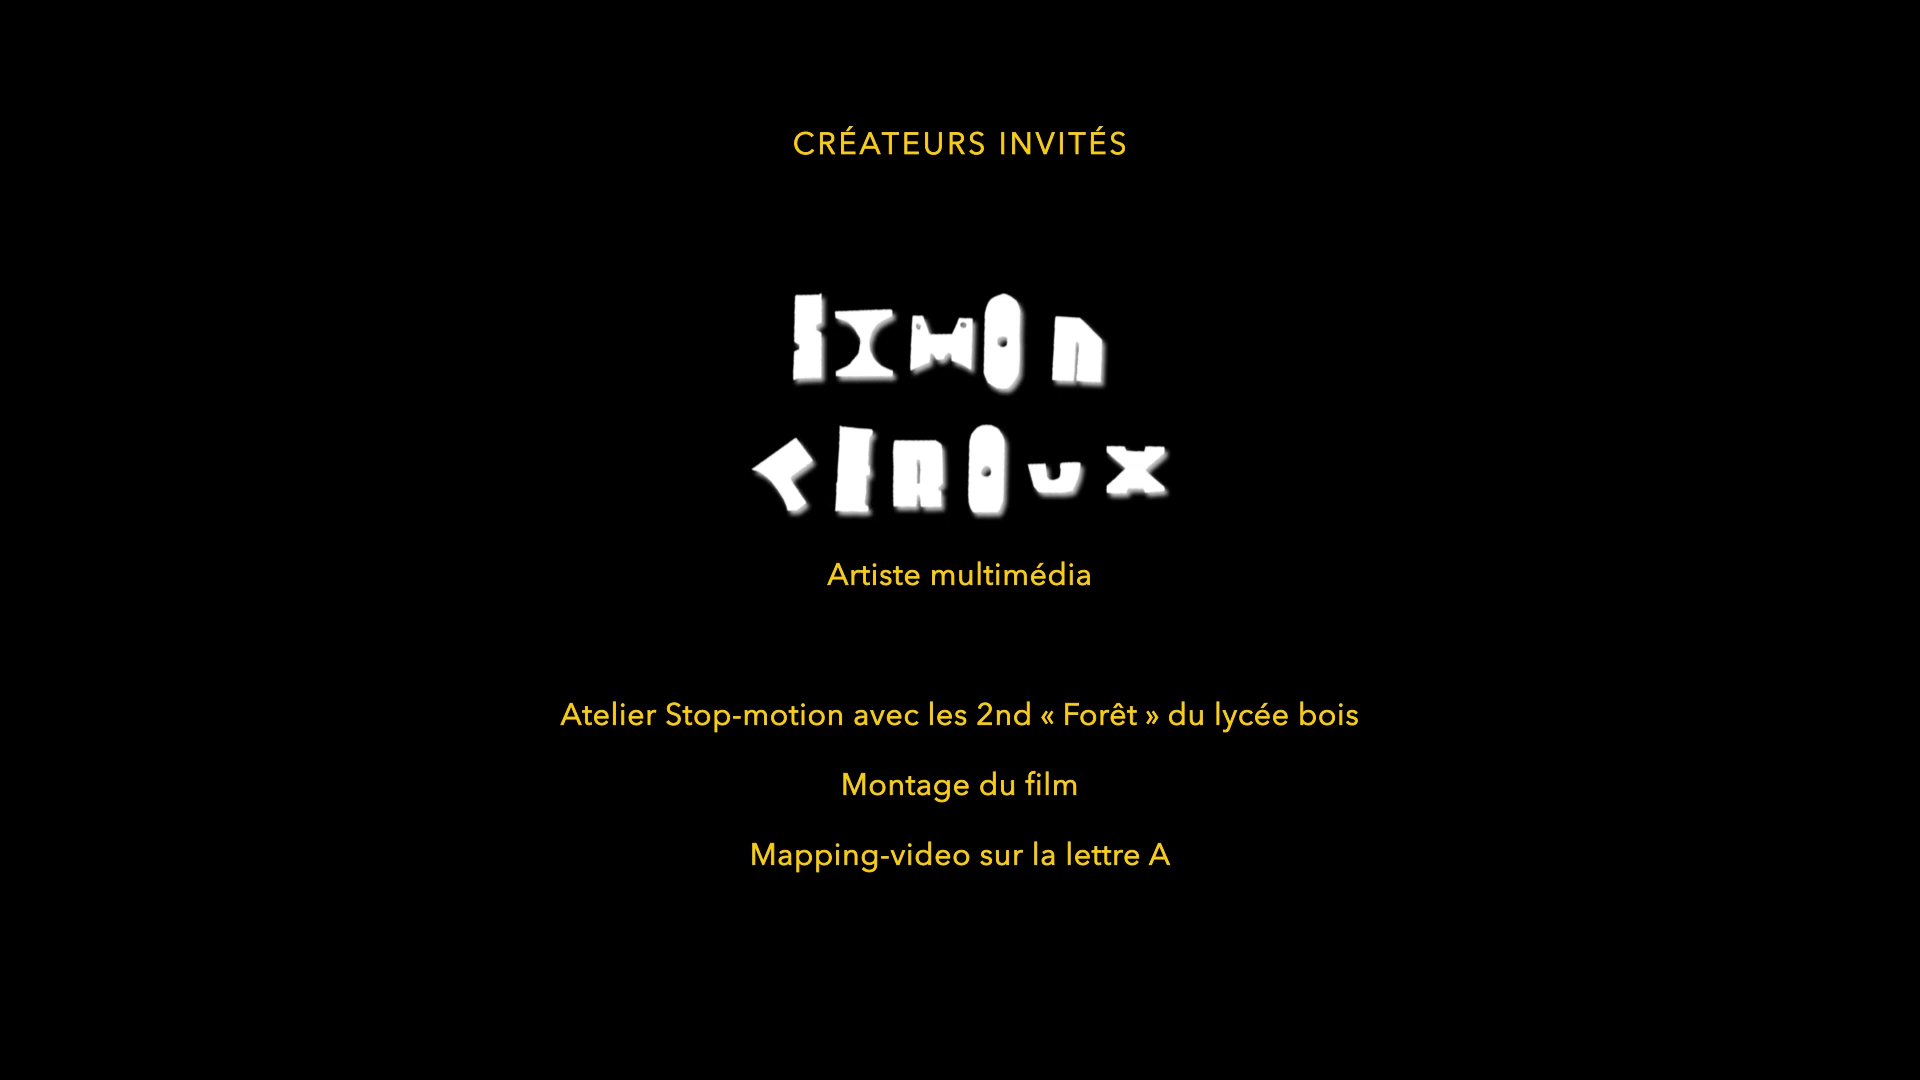 CRÉATEURS INVITÉS
SIMON
LEROUX
Artiste multimédia
Atelier Stop-motion avec les 2nd « Forêt » du lycée bois
Montage du film
Mapping-video sur la lettre A